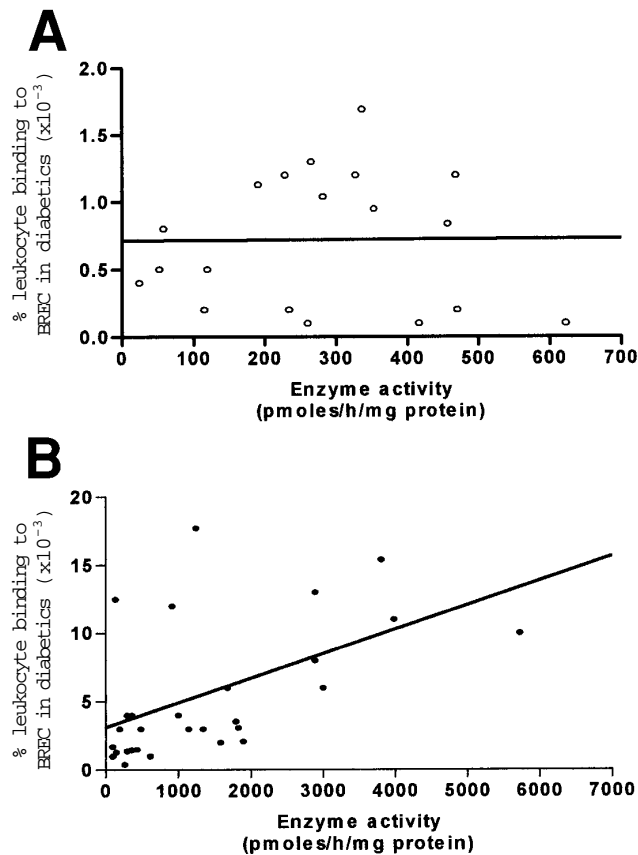 A
% leukocyte binding to
BREC in diabetics (x10⁻³)
2.0
1.5
1.0
0.5
0.0
0 100 200 300 400 500 600 700
Enzyme activity
(pmoles/h/mg protein)
B
% leukocyte binding to
BREC in diabetics (x10⁻³)
20
15
10
5
0
0 1000 2000 3000 4000 5000 6000 7000
Enzyme activity
(pmoles/h/mg protein)